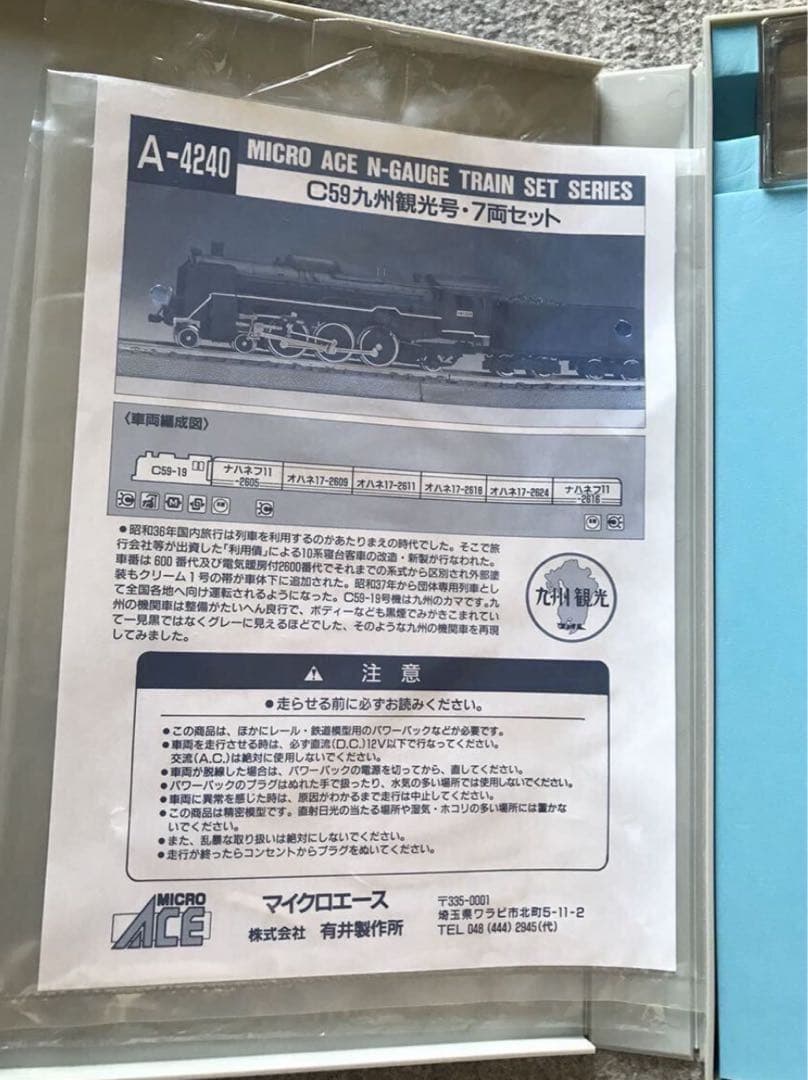 A-4240
MICRO ACE N-GAUGE TRAIN SET SERIES
C59九州観光号・7両セット
〈車両編成図〉
C59-19
ナハネフ11
-2605
オハネ17-2609
オハネ17-2611
オハネ17-2618
オハネ17-2624
ナハネフ11
-2616
●昭和36年国内旅行は列車を利用するのがあたりまえの時代でした。そこで旅
行会社等が出資した「利用債」による10系寝台客車の改造・新製が行なわれた。
車番は600番代及び電気暖房付2600番代でそれまでの系式から区別され外部塗
装もクリーム1号の帯が車体下に追加された。昭和37年から団体専用列車とし
て全国各地へ向け運転されるようになった。C59-19号機は九州のカマです。九
州の機関車は整備がたいへん良行で、ボディーなども黒煙でみがきこまれてい
て一見黒ではなくグレーに見えるほどでした、そのような九州の機関車を再現
してみました。
九州観光
注意
●走らせる前に必ずお読みください。
●この商品は、ほかにレール・鉄道模型用のパワーパックなどが必要です。
●車両を走行させる時は、必ず直流(D.C.)12V以下で行なってください。
交流(A.C.)は絶対に使用しないでください。
●車両が脱線した場合は、パワーパックの電源を切ってから、直してください。
●パワーパックのプラグはぬれた手で扱ったり、水気の多い場所では使用しないでください。
●車両に異常を感じた時は、原因がわかるまで走行は中止してください。
●この商品は精密模型です。直射日光の当たる場所や湿気・ホコリの多い場所には置かな
いでください。
●また、乱暴な取り扱いは絶対にしないでください。
●走行が終ったらコンセントからプラグをぬいてください。
MICRO
ACE
マイクロエース
株式会社 有井製作所
〒335-0001
埼玉県ワラビ市北町5-11-2
TEL 048 (444) 2945(代)